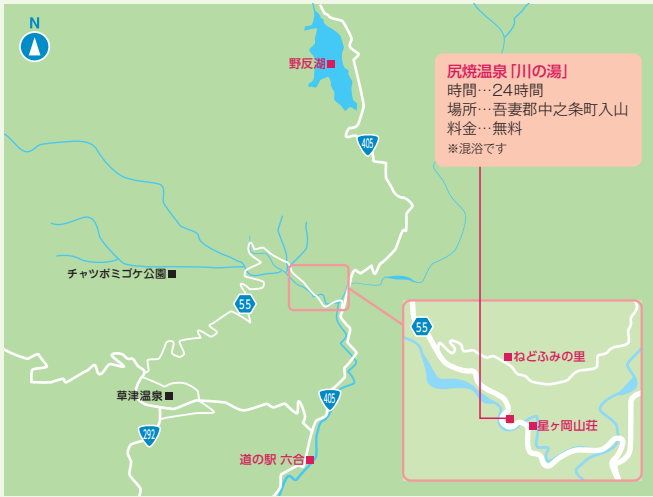 N
野反湖
尻焼温泉「川の湯」
時間…24時間
場所…吾妻郡中之条町入山
料金…無料
※混浴です
405
チャツボミゴケ公園
55
55
ねどふみの里
草津温泉
405
星ヶ岡山荘
292
道の駅 六合